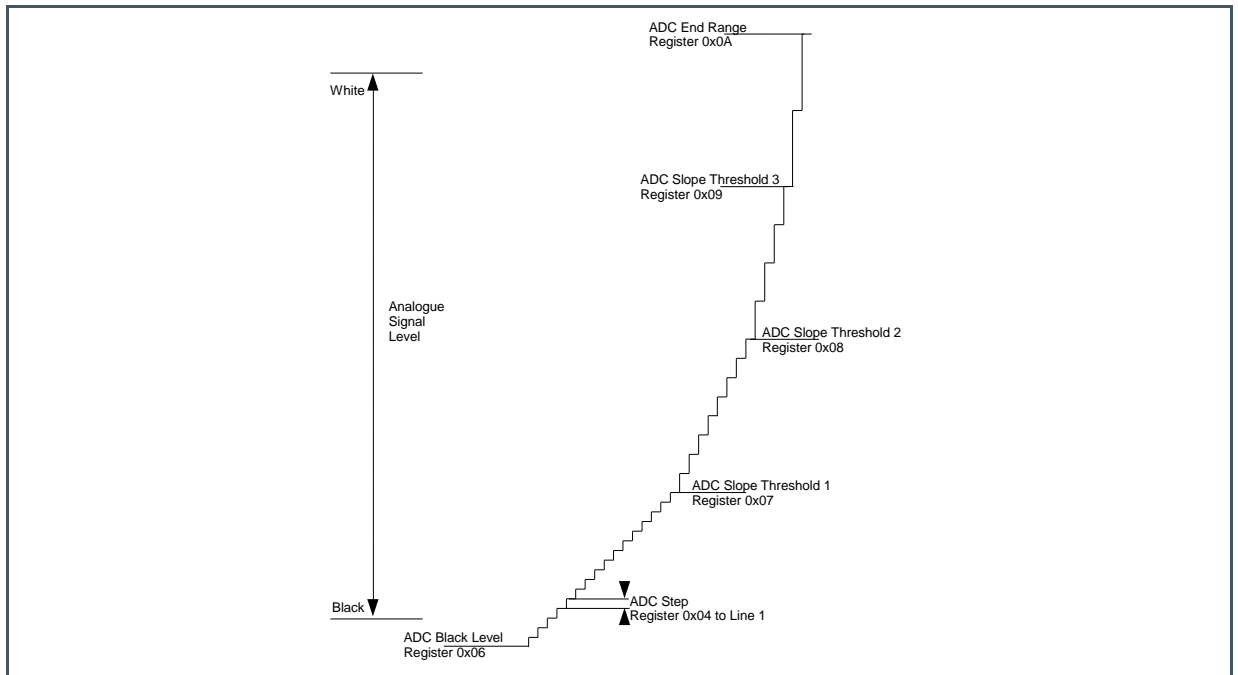 ADC End Range
Register 0x0A
White
ADC Slope Threshold 3
Register 0x09
Analogue
Signal
Level
ADC Slope Threshold 2
Register 0x08
ADC Slope Threshold 1
Register 0x07
Black
ADC Step
Register 0x04 to Line 1
ADC Black Level
Register 0x06